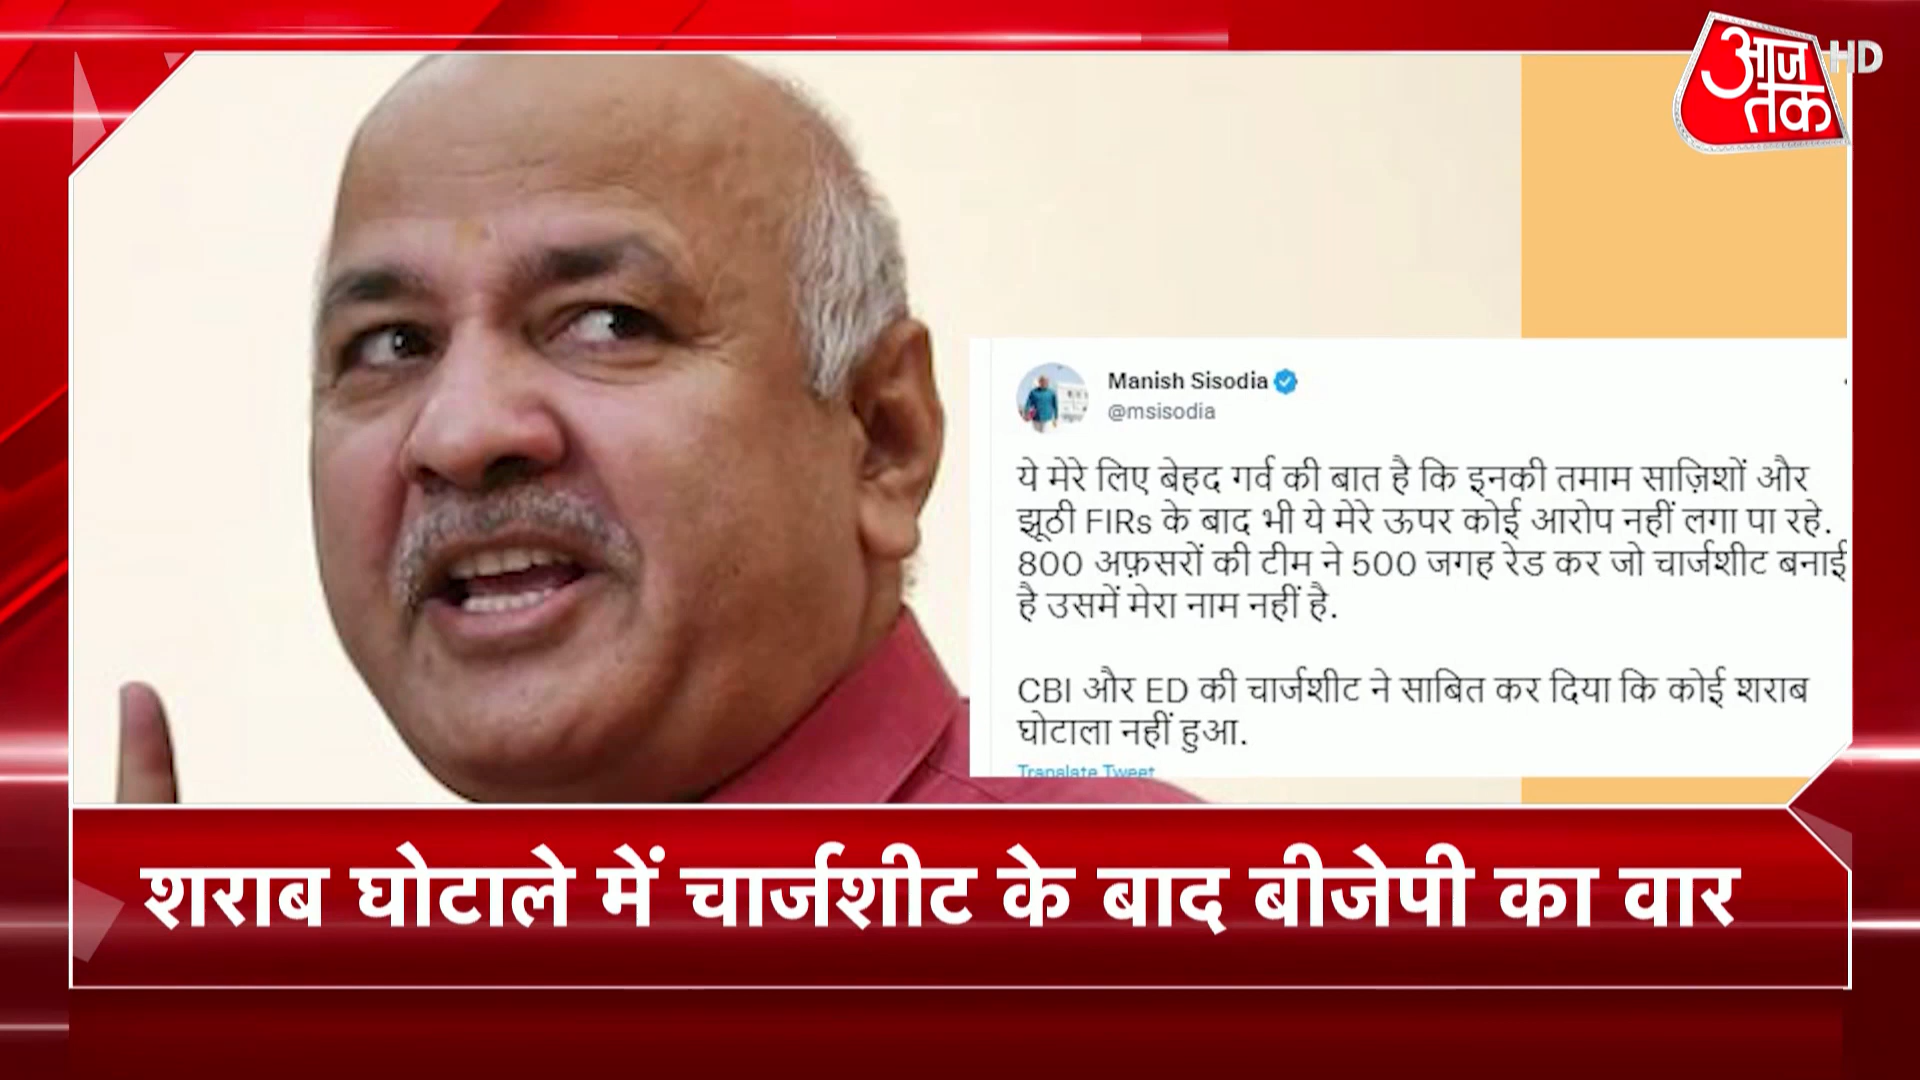 आज
तक
HD
Manish Sisodia
@msisodia
ये मेरे लिए बेहद गर्व की बात है कि इनकी तमाम साज़िशों और
झूठी FIRs के बाद भी ये मेरे ऊपर कोई आरोप नहीं लगा पा रहे.
800 अफ़सरों की टीम ने 500 जगह रेड कर जो चार्जशीट बनाई
है उसमें मेरा नाम नहीं है.
CBI और ED की चार्जशीट ने साबित कर दिया कि कोई शराब
घोटाला नहीं हुआ.
Translate Tweet
शराब घोटाले में चार्जशीट के बाद बीजेपी का वार